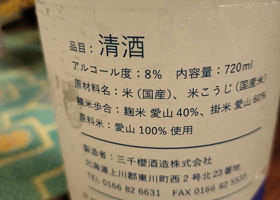 品目：清酒
アルコール度：8%　内容量：720ml
原材料名：米（国産）、米こうじ（国産米）
精米歩合：麹米 愛山 40%、掛米 愛山 60%
原料米：愛山 100% 使用
製造者：三千櫻酒造株式会社
北海道上川郡東川町西 2 号北 23 番地
TEL 0166 82 6631　FAX 0166 82 5533